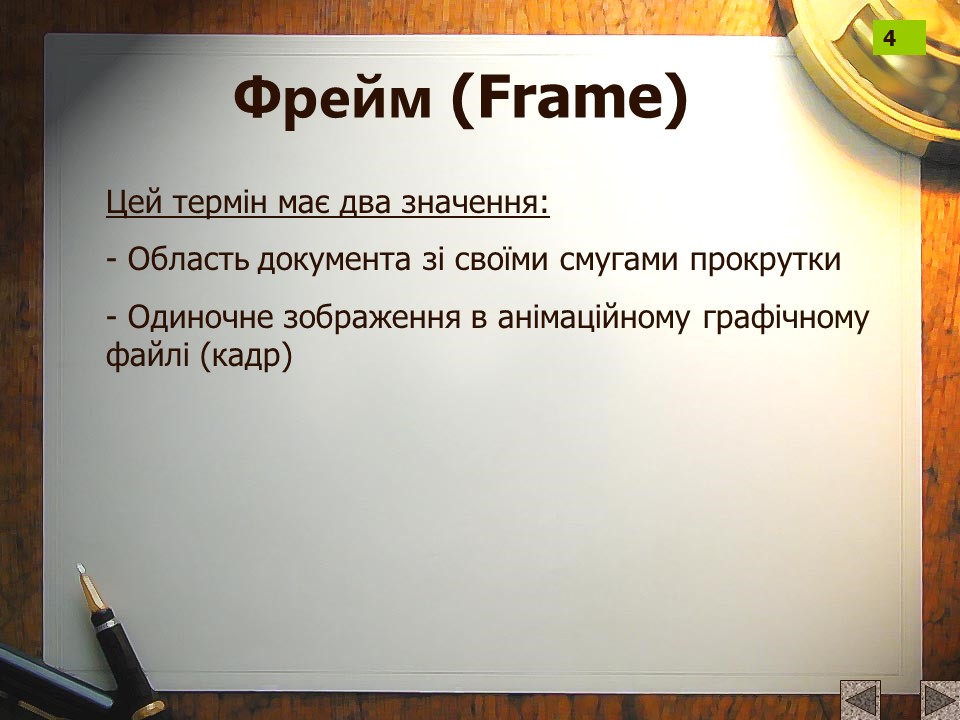 4
Фрейм (Frame)
Цей термін має два значення:
- Область документа зі своїми смугами прокрутки
- Одиночне зображення в анімаційному графічному
файлі (кадр)